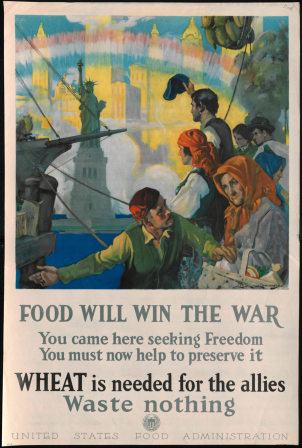 FOOD WILL WIN THE WAR
You came here seeking Freedom
You must now help to preserve it
WHEAT is needed for the allies
Waste nothing
UNITED STATES FOOD ADMINISTRATION